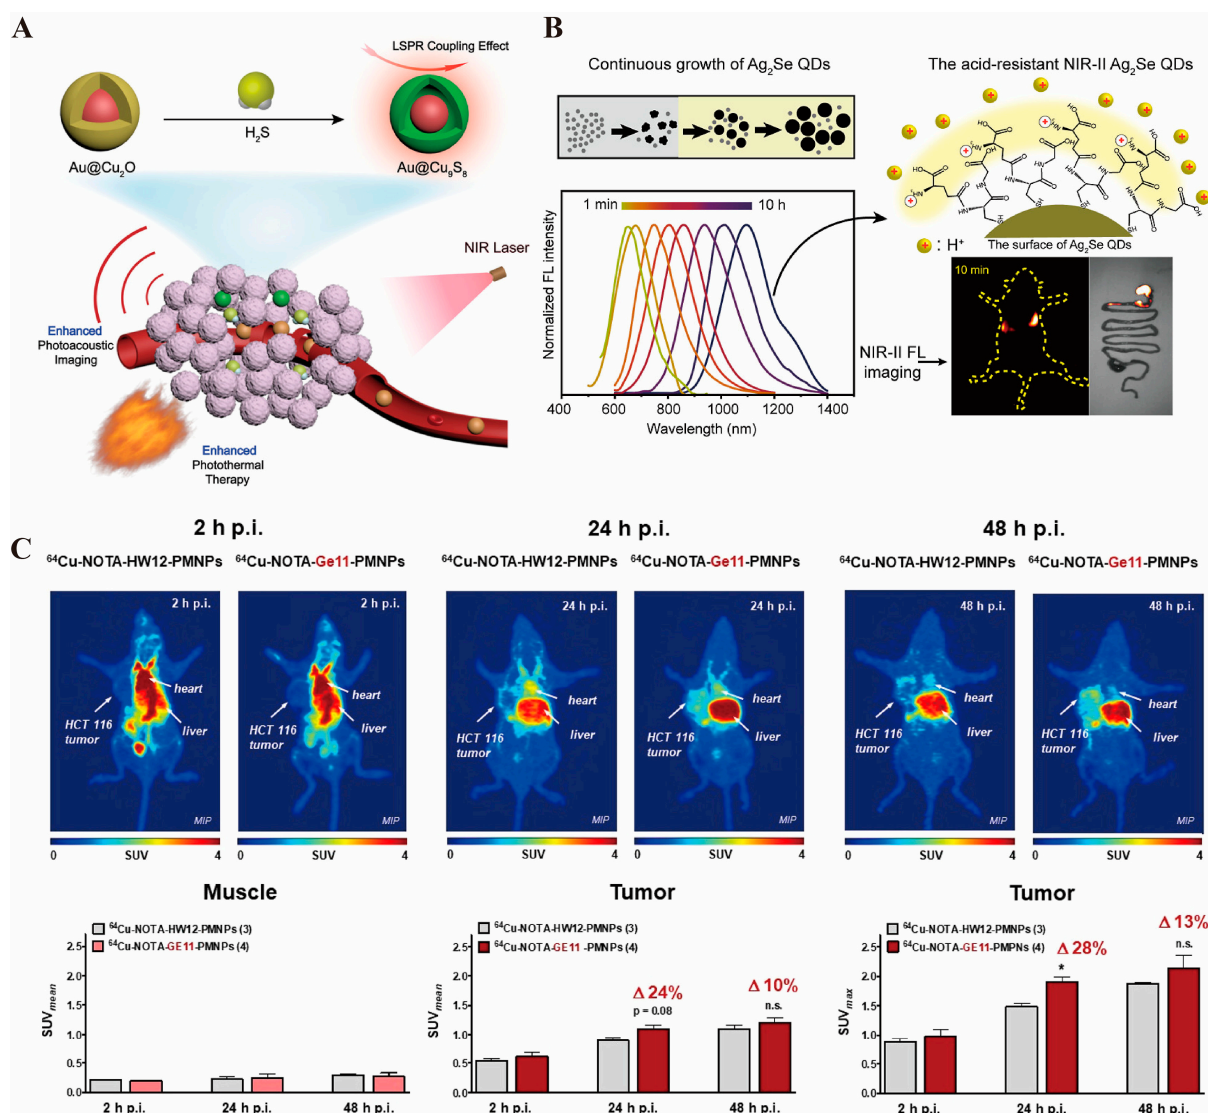 A
LSPR Coupling Effect
H₂S
Au@Cu₂O
Au@Cu₉S₈
NIR Laser
Enhanced
Photoacoustic
Imaging
Enhanced
Photothermal
Therapy
B
Continuous growth of Ag₂Se QDs
The acid-resistant NIR-II Ag₂Se QDs
1 min
10 h
Normalized FL intensity
400
600
800
1000
1200
1400
Wavelength (nm)
The surface of Ag₂Se QDs
: H⁺
10 min
NIR-II FL
imaging
C
2 h p.i.
24 h p.i.
48 h p.i.
⁶⁴Cu-NOTA-HW12-PMNPs
⁶⁴Cu-NOTA-Ge11-PMNPs
⁶⁴Cu-NOTA-HW12-PMNPs
⁶⁴Cu-NOTA-Ge11-PMNPs
⁶⁴Cu-NOTA-HW12-PMNPs
⁶⁴Cu-NOTA-Ge11-PMNPs
2 h p.i.
heart
HCT 116
tumor
liver
MIP
0 SUV 4
2 h p.i.
heart
HCT 116
tumor
liver
MIP
0 SUV 4
24 h p.i.
heart
HCT 116
tumor
liver
MIP
0 SUV 4
24 h p.i.
heart
HCT 116
tumor
liver
MIP
0 SUV 4
48 h p.i.
heart
HCT 116
tumor
liver
MIP
0 SUV 4
48 h p.i.
heart
HCT 116
tumor
liver
MIP
0 SUV 4
Muscle
⁶⁴Cu-NOTA-HW12-PMNPs (3)
⁶⁴Cu-NOTA-GE11-PMNPs (4)
SUVmean
2.5
2.0
1.5
1.0
0.5
0.0
2 h p.i.
24 h p.i.
48 h p.i.
Tumor
⁶⁴Cu-NOTA-HW12-PMNPs (3)
⁶⁴Cu-NOTA-GE11 -PMNPs (4)
Δ 24%
p = 0.08
Δ 10%
n.s.
SUVmean
2.5
2.0
1.5
1.0
0.5
0.0
2 h p.i.
24 h p.i.
48 h p.i.
Tumor
⁶⁴Cu-NOTA-HW12-PMNPs (3)
⁶⁴Cu-NOTA-GE11-PMPNs (4)
Δ 28%
*
Δ 13%
n.s.
SUVmax
2.5
2.0
1.5
1.0
0.5
0.0
2 h p.i.
24 h p.i.
48 h p.i.